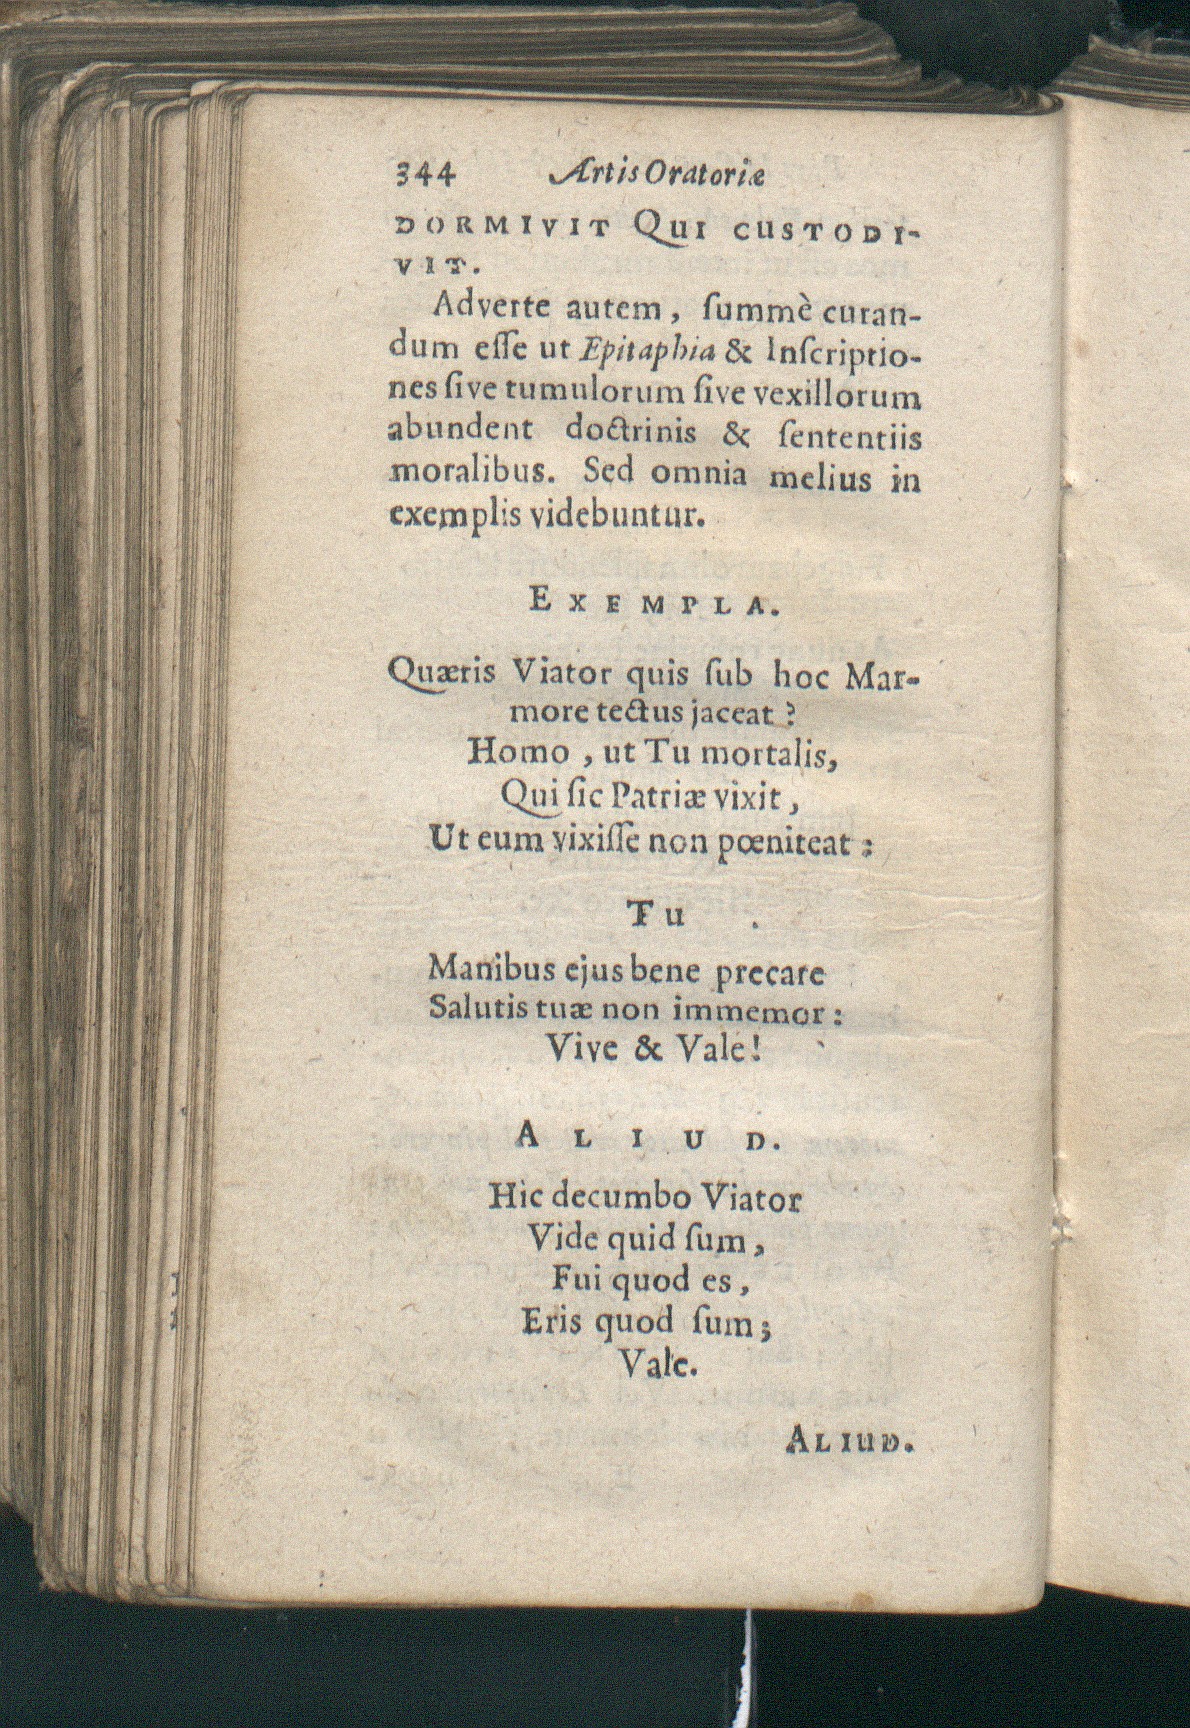 344 Artis Oratoriæ
DORMIVIT QUI CUSTODI-
VIT.
Adverte autem, ſummè curan-
dum eſſe ut Epitaphia & Inſcriptio-
nes ſive tumulorum ſive vexillorum
abundent doctrinis & ſententiis
moralibus. Sed omnia melius in
exemplis videbuntur.
EXEMPLA.
Quæris Viator quis ſub hoc Mar-
more tectus jaceat?
Homo, ut Tu mortalis,
Qui ſic Patriæ vixit,
Ut eum vixiſſe non pœniteat:
Tu
Manibus ejus bene precare
Salutis tuæ non immemor:
Vive & Vale!
ALIUD.
Hic decumbo Viator
Vide quid ſum,
Fui quod es,
Eris quod ſum;
Vale.
ALIUD.